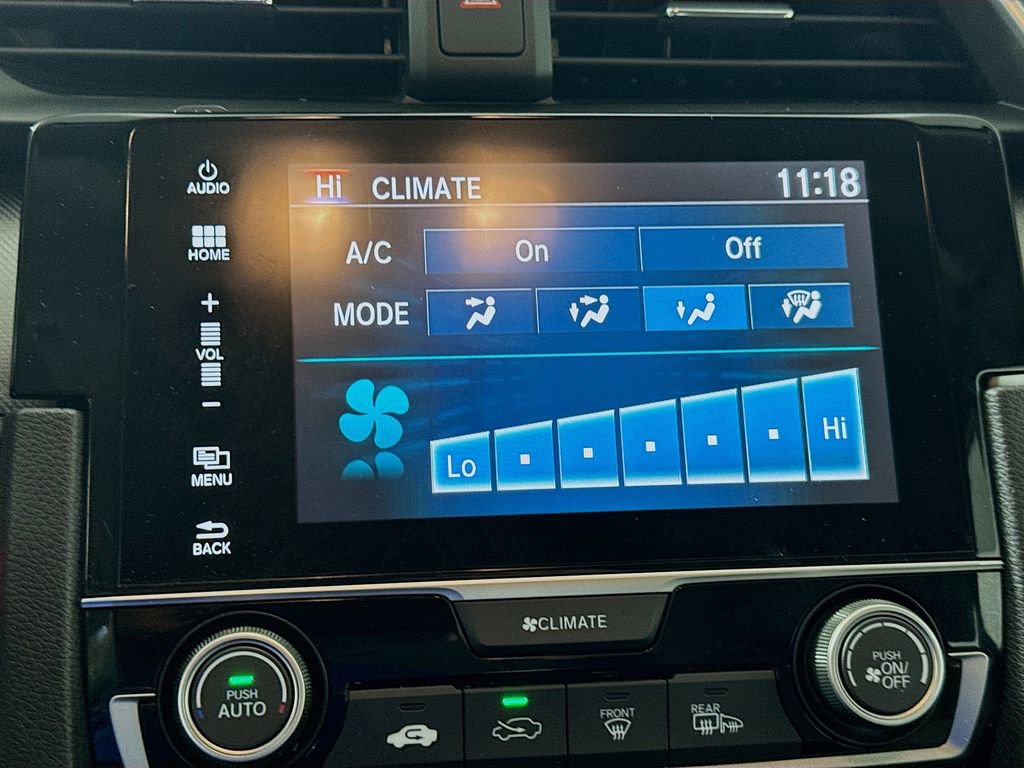 AUDIO
Hi CLIMATE 11:18
HOME
A/C On Off
+
VOL
-
MODE
Lo Hi
MENU
BACK
CLIMATE
PUSH
AUTO
PUSH
ON/
OFF
FRONT
REAR